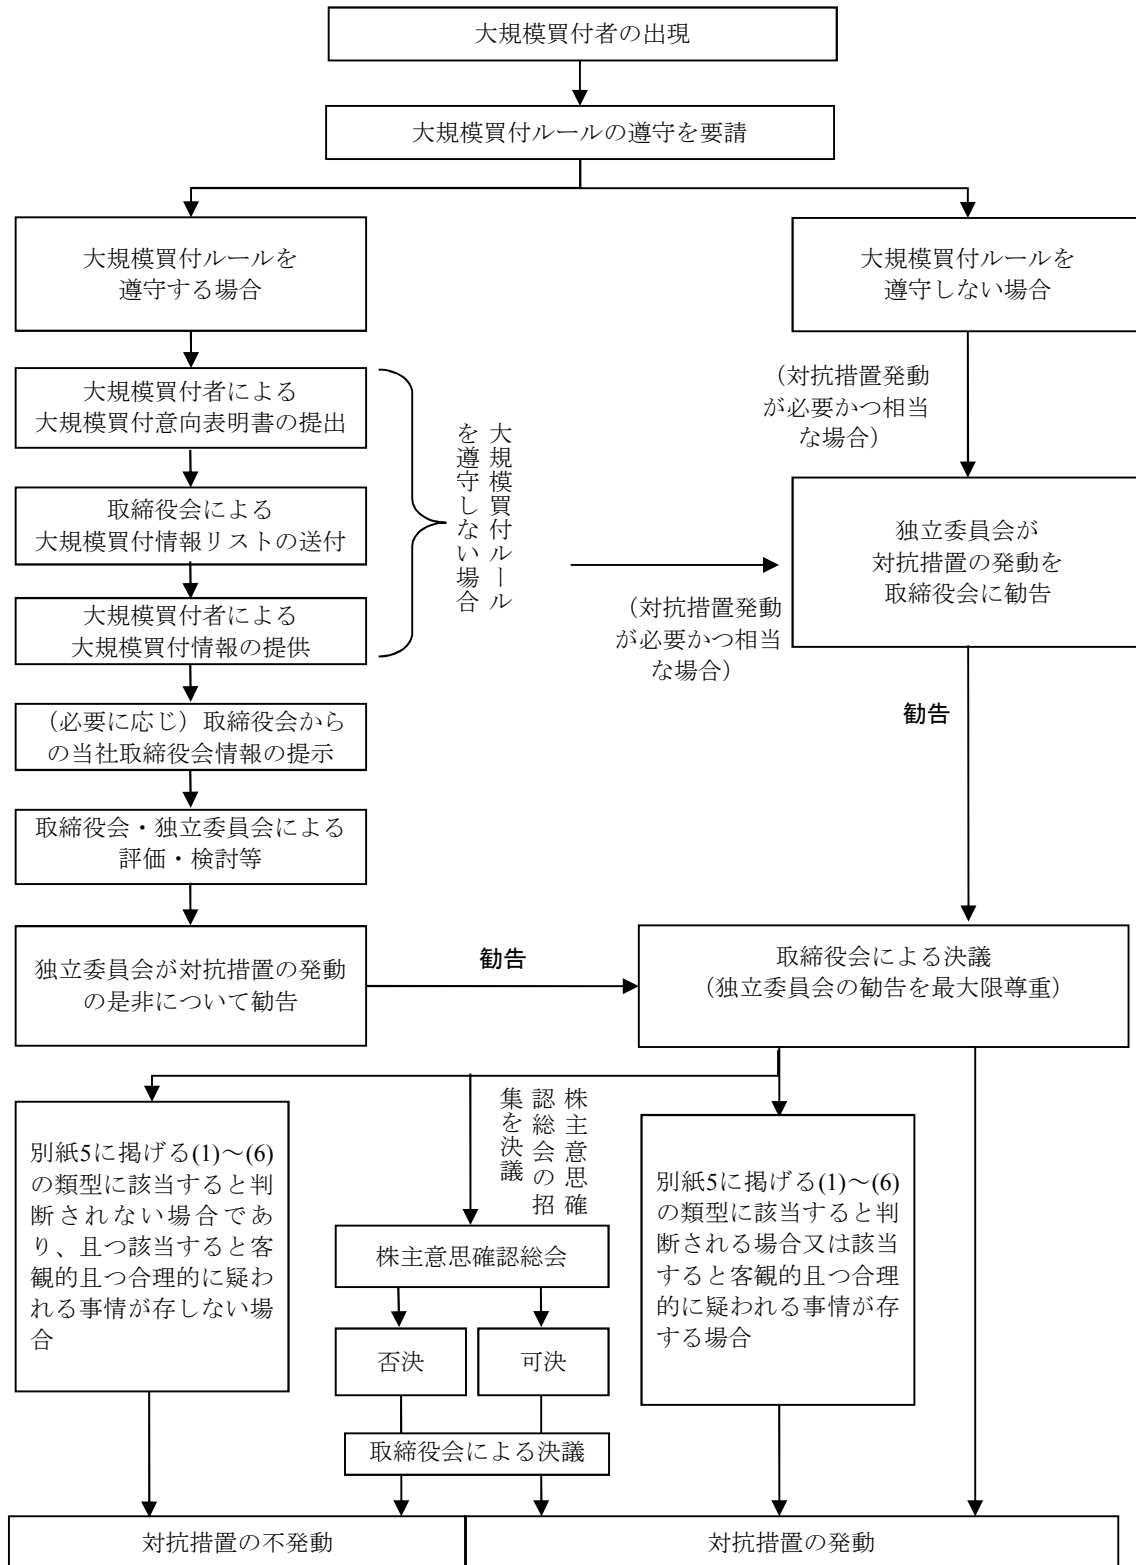 大規模買付者の出現
大規模買付ルールの遵守を要請
大規模買付ルールを
遵守する場合
大規模買付ルールを
遵守しない場合
大規模買付者による
大規模買付意向表明書の提出
取締役会による
大規模買付情報リストの送付
大規模買付者による
大規模買付情報の提供
大規模買付ルール
を遵守しない場合
（対抗措置発動
が必要かつ相当
な場合）
（対抗措置発動
が必要かつ相当
な場合）
独立委員会が
対抗措置の発動を
取締役会に勧告
（必要に応じ）取締役会から
の当社取締役会情報の提示
取締役会・独立委員会による
評価・検討等
独立委員会が対抗措置の発動
の是非について勧告
勧告
勧告
取締役会による決議
（独立委員会の勧告を最大限尊重）
別紙5に掲げる(1)～(6)
の類型に該当すると判
断されない場合であ
り、且つ該当すると客
観的且つ合理的に疑わ
れる事情が存しない場
合
株主意思確
認総会の招
集を決議
株主意思確認総会
否決
可決
取締役会による決議
別紙5に掲げる(1)～(6)
の類型に該当すると判
断される場合又は該当
すると客観的且つ合理
的に疑われる事情が存
する場合
対抗措置の不発動
対抗措置の発動